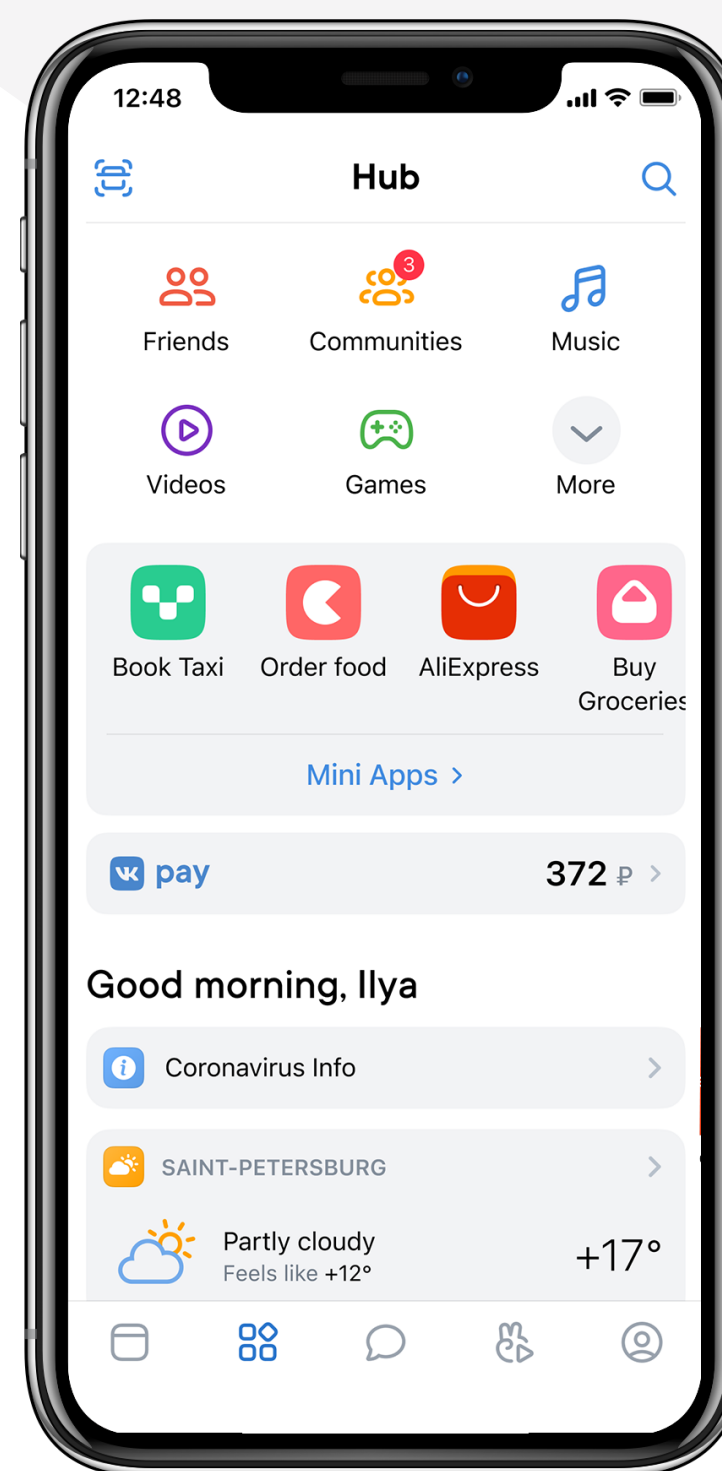 12:48
Hub
3
Friends Communities Music
Videos Games More
Book Taxi Order food AliExpress Buy
Groceries
Mini Apps
VK pay 372 ₽
Good morning, Ilya
Coronavirus Info
SAINT-PETERSBURG
Partly cloudy +17°
Feels like +12°